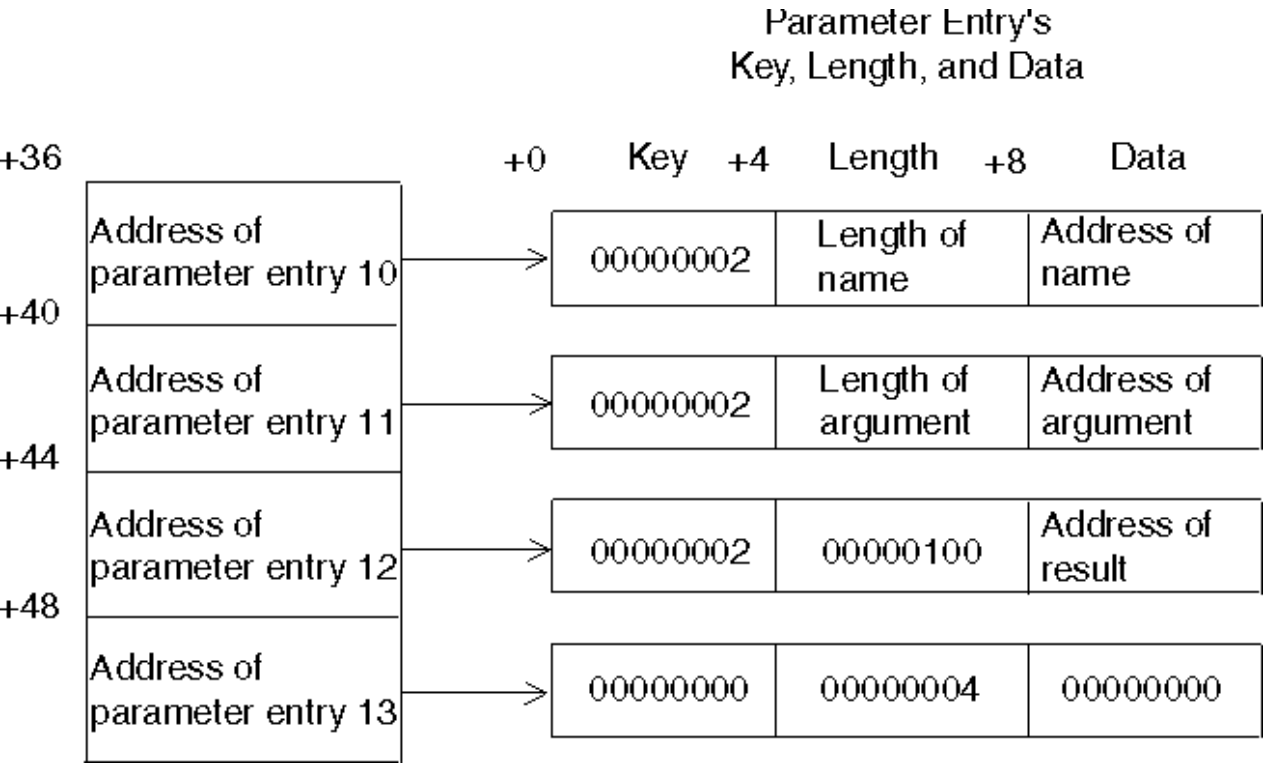 Parameter Entry's
Key, Length, and Data
+36
+0 Key +4 Length +8 Data
Address of
parameter entry 10
00000002
Length of
name
Address of
name
+40
Address of
parameter entry 11
00000002
Length of
argument
Address of
argument
+44
Address of
parameter entry 12
00000002
00000100
Address of
result
+48
Address of
parameter entry 13
00000000
00000004
00000000